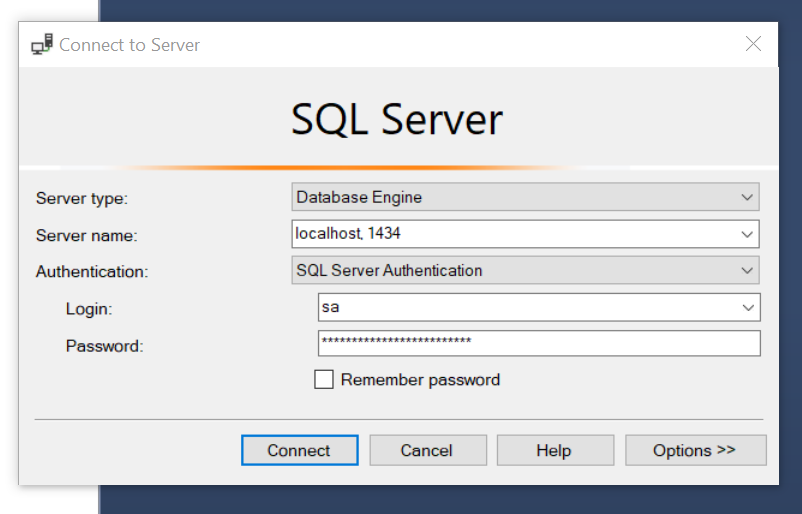 Connect to Server
SQL Server
Server type: Database Engine
Server name: localhost, 1434
Authentication: SQL Server Authentication
Login: sa
Password: *************************
Remember password
Connect Cancel Help Options >>